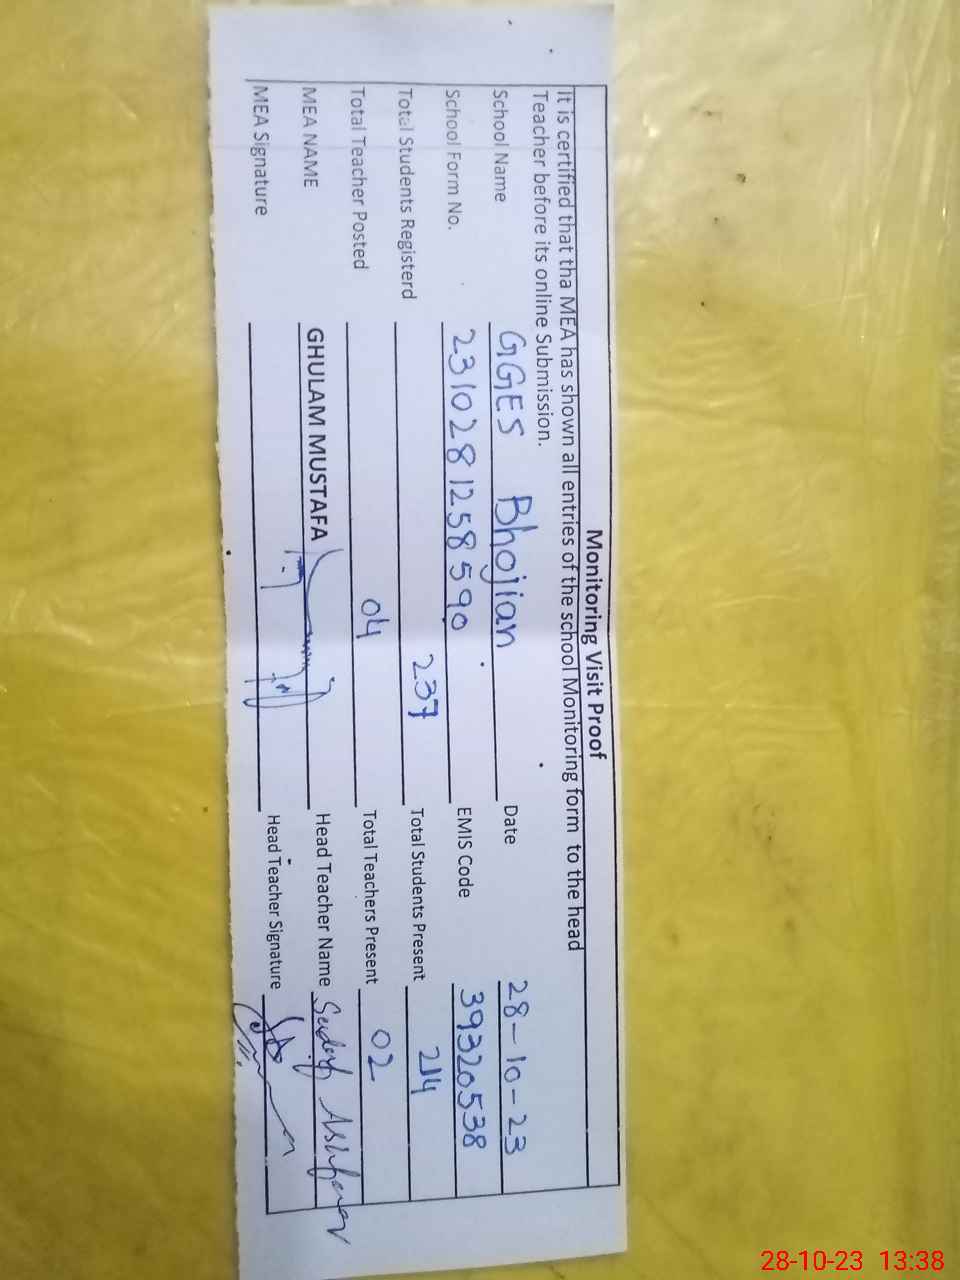 Monitoring Visit Proof
It is certified that tha MEA has shown all entries of the school Monitoring form to the head
Teacher before its online Submission.
School Name GGES Bhojian Date 28-10-23
School Form No. 2310281258590 EMIS Code 39320538
Total Students Registerd 237 Total Students Present 214
Total Teacher Posted 04 Total Teachers Present 02
MEA NAME GHULAM MUSTAFA Head Teacher Name
MEA Signature Head Teacher Signature
28-10-23 13:38